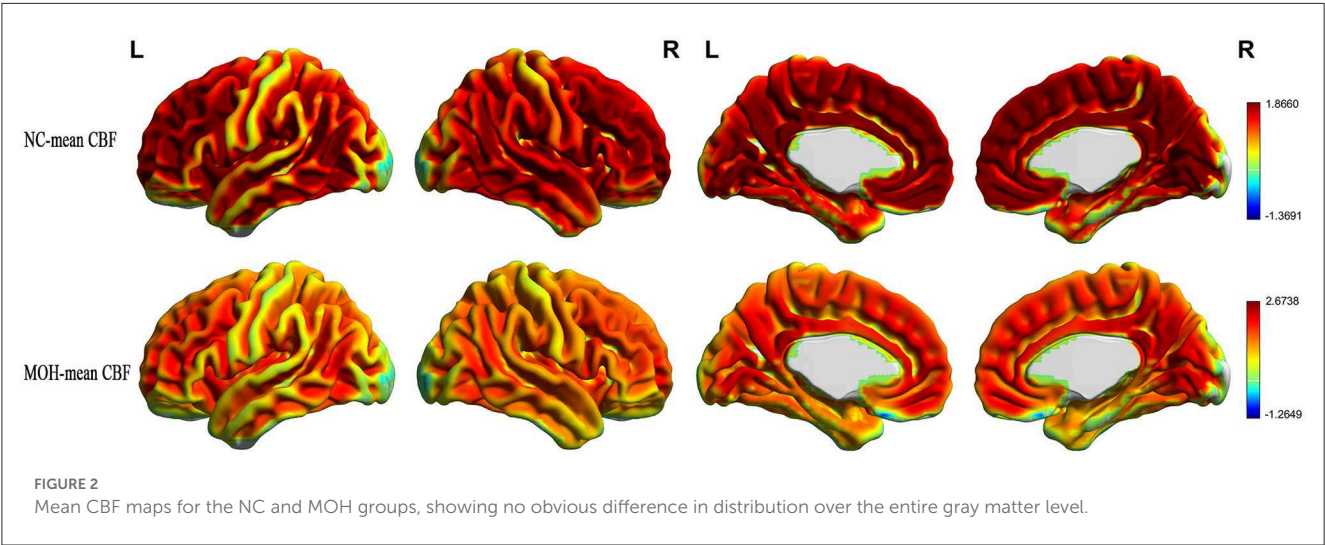 L R L R
NC-mean CBF
1.8660
-1.3691
MOH-mean CBF
2.6738
-1.2649
FIGURE 2
Mean CBF maps for the NC and MOH groups, showing no obvious difference in distribution over the entire gray matter level.